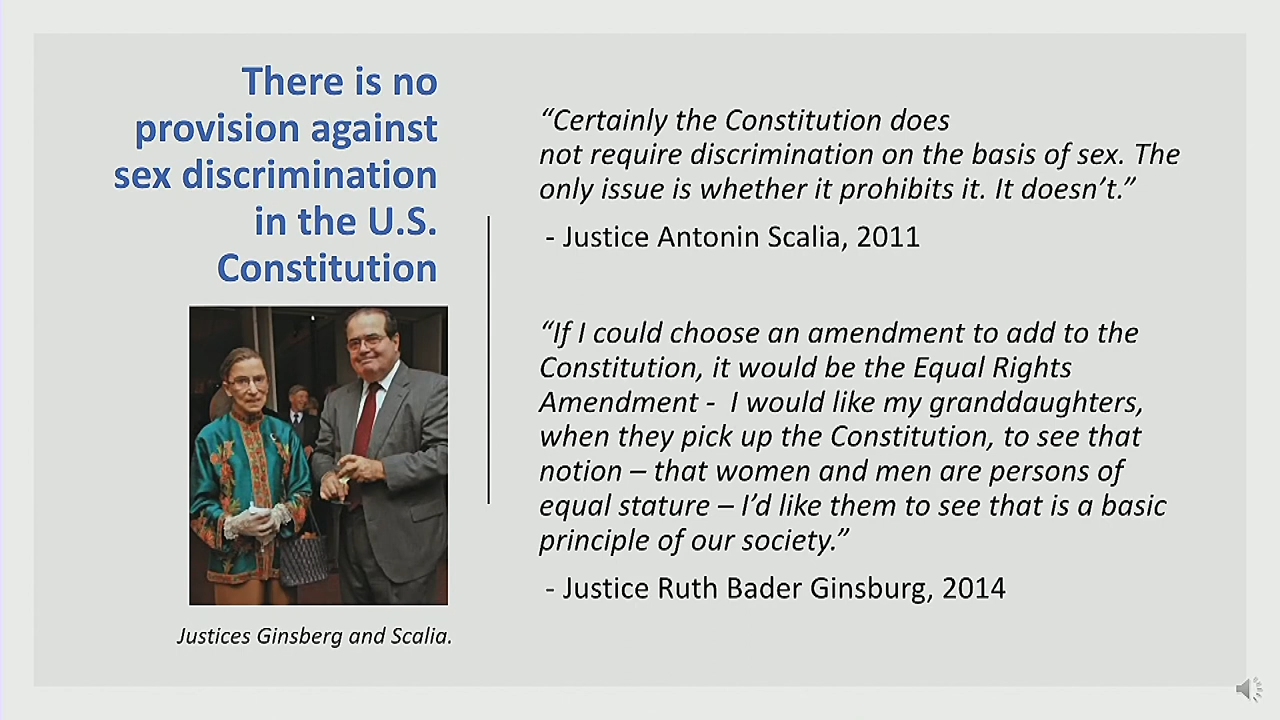 There is no
provision against
sex discrimination
in the U.S.
Constitution
Justices Ginsberg and Scalia.
“Certainly the Constitution does
not require discrimination on the basis of sex. The
only issue is whether it prohibits it. It doesn’t.”
- Justice Antonin Scalia, 2011
“If I could choose an amendment to add to the
Constitution, it would be the Equal Rights
Amendment - I would like my granddaughters,
when they pick up the Constitution, to see that
notion – that women and men are persons of
equal stature – I’d like them to see that is a basic
principle of our society.”
- Justice Ruth Bader Ginsburg, 2014